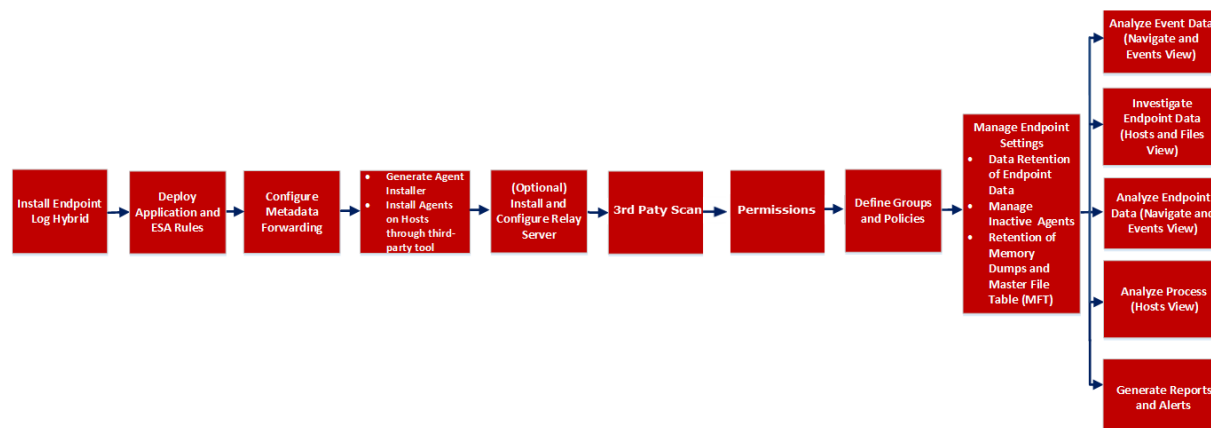 Install Endpoint
Log Hybrid
Deploy
Application and
ESA Rules
Configure
Metadata
Forwarding
• Generate Agent
Installer
• Install Agents
on Hosts
through third-
party tool
(Optional)
Install and
Configure Relay
Server
3rd Paty Scan
Permissions
Define Groups
and Policies
Manage Endpoint
Settings
• Data Retention
of Endpoint
Data
• Manage
Inactive Agents
• Retention of
Memory
Dumps and
Master File
Table (MFT)
Analyze Event Data
(Navigate and
Events View)
Investigate
Endpoint Data
(Hosts and Files
View)
Analyze Endpoint
Data (Navigate and
Events View)
Analyze Process
(Hosts View)
Generate Reports
and Alerts